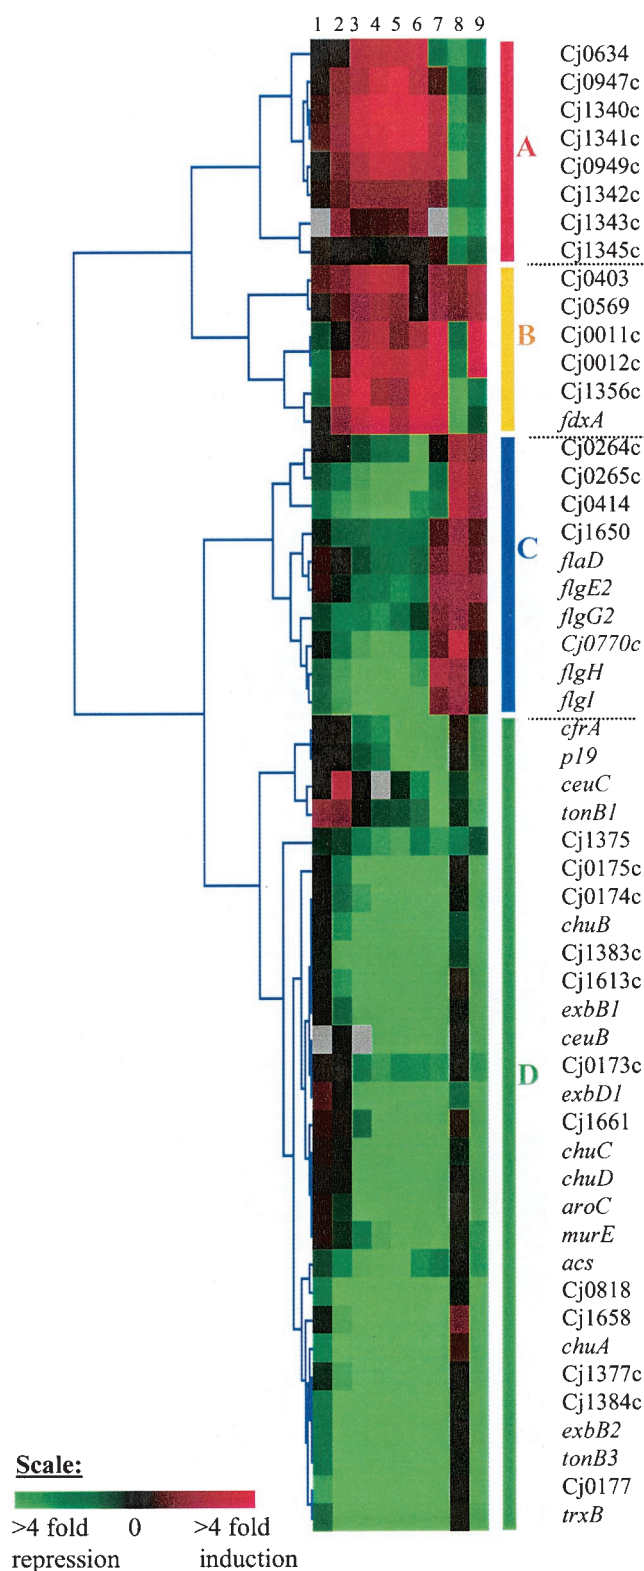 1 2 3 4 5 6 7 8 9
Cj0634
Cj0947c
Cj1340c
Cj1341c
A
Cj0949c
Cj1342c
Cj1343c
Cj1345c
Cj0403
Cj0569
B
Cj0011c
Cj0012c
Cj1356c
fdxA
Cj0264c
Cj0265c
Cj0414
Cj1650
C
flaD
flgE2
flgG2
Cj0770c
flgH
flgI
cfrA
p19
ceuC
tonB1
Cj1375
Cj0175c
Cj0174c
chuB
Cj1383c
Cj1613c
exbB1
ceuB
Cj0173c
D
exbD1
Cj1661
chuC
chuD
aroC
murE
acs
Cj0818
Cj1658
chuA
Cj1377c
Cj1384c
exbB2
tonB3
Cj0177
trxB
Scale:
>4 fold 0 >4 fold
repression induction